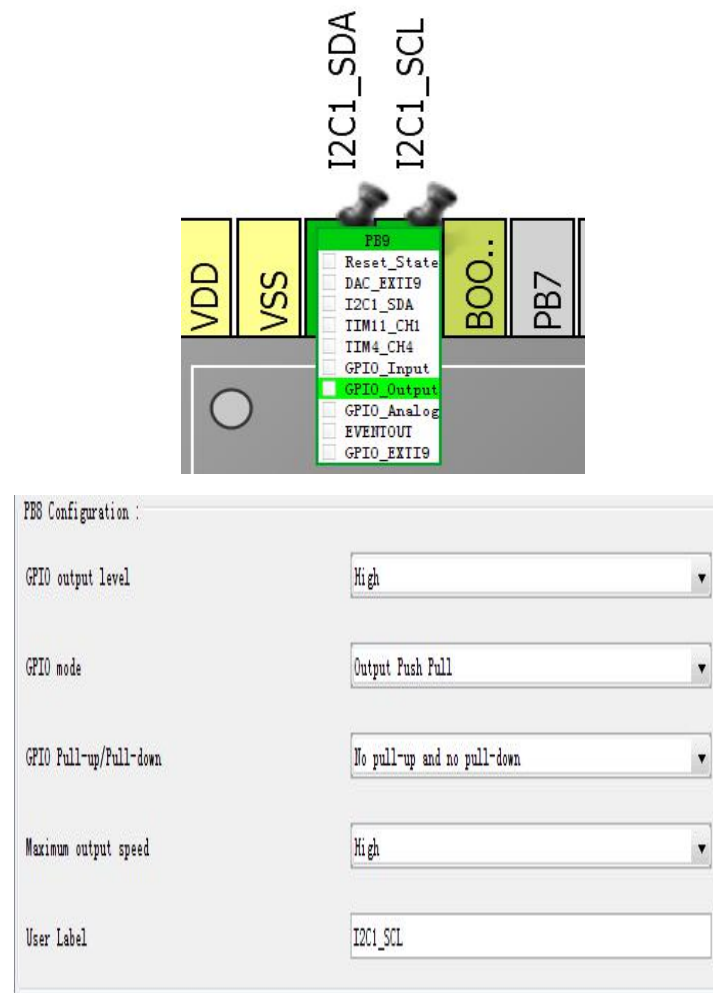 I2C1_SDA
I2C1_SCL
VDD
VSS
BOO..
PB7
PB9
Reset_State
DAC_EXTI9
I2C1_SDA
TIM11_CH1
TIM4_CH4
GPIO_Input
GPIO_Output
GPIO_Analog
EVENTOUT
GPIO_EXTI9
PB8 Configuration :
GPIO output level High
GPIO mode Output Push Pull
GPIO Pull-up/Pull-down No pull-up and no pull-down
Maximum output speed High
User Label I2C1_SCL